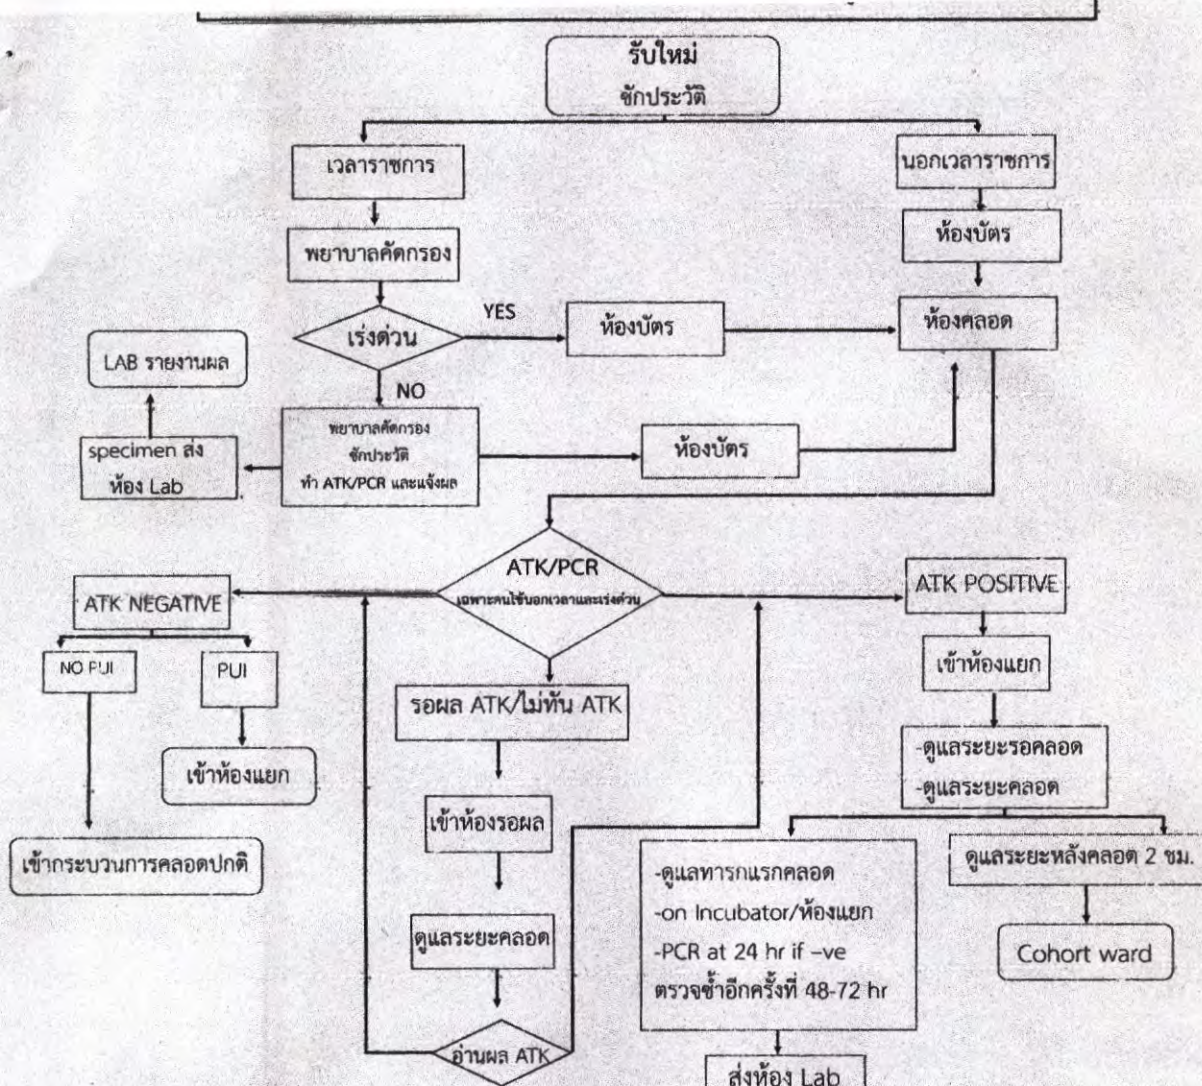 รับใหม่
ซักประวัติ
เวลาราชการ
นอกเวลาราชการ
พยาบาลคัดกรอง
ห้องบัตร
เร่งด่วน
YES
ห้องบัตร
ห้องคลอด
LAB รายงานผล
NO
พยาบาลคัดกรอง
ซักประวัติ
ทำ ATK/PCR และแจ้งผล
specimen ส่ง
ห้อง Lab
ห้องบัตร
ATK/PCR
เฉพาะคนไข้นอกเวลาและเร่งด่วน
ATK NEGATIVE
ATK POSITIVE
NO PUI
PUI
เข้าห้องแยก
รอผล ATK/ไม่ทัน ATK
เข้าห้องแยก
-ดูแลระยะรอคลอด
-ดูแลระยะคลอด
เข้าห้องรอผล
เข้ากระบวนการคลอดปกติ
ดูแลระยะหลังคลอด 2 ชม.
-ดูแลทารกแรกคลอด
-on Incubator/ห้องแยก
-PCR at 24 hr if –ve
ตรวจซ้ำอีกครั้งที่ 48-72 hr
ดูแลระยะคลอด
Cohort ward
อ่านผล ATK
ส่งห้อง Lab